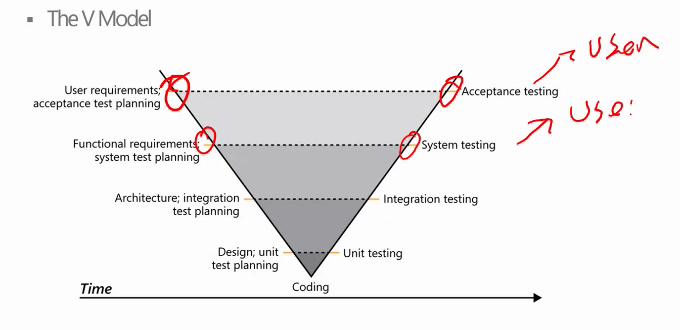 ▪ The V Model
User requirements;
acceptance test planning
Acceptance testing
User
Functional requirements;
system test planning
System testing
Use
Architecture; integration
test planning
Integration testing
Design; unit
test planning
Unit testing
Coding
Time